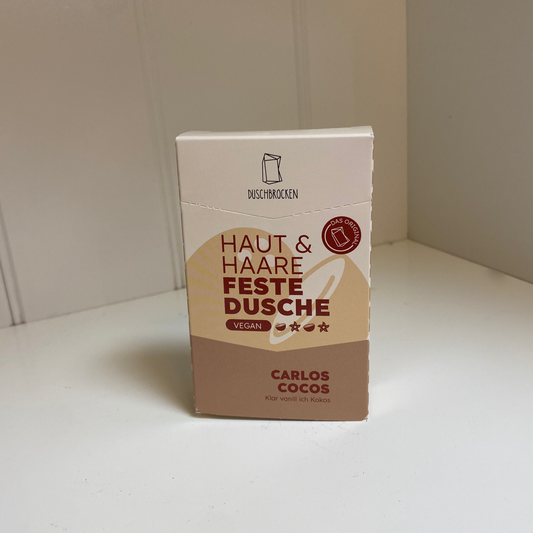 DUSCHBROCKEN
DAS ORIGINAL
HAUT &
HAARE
FESTE
DUSCHE
VEGAN
CARLOS
COCOS
Klar vanill ich Kokos